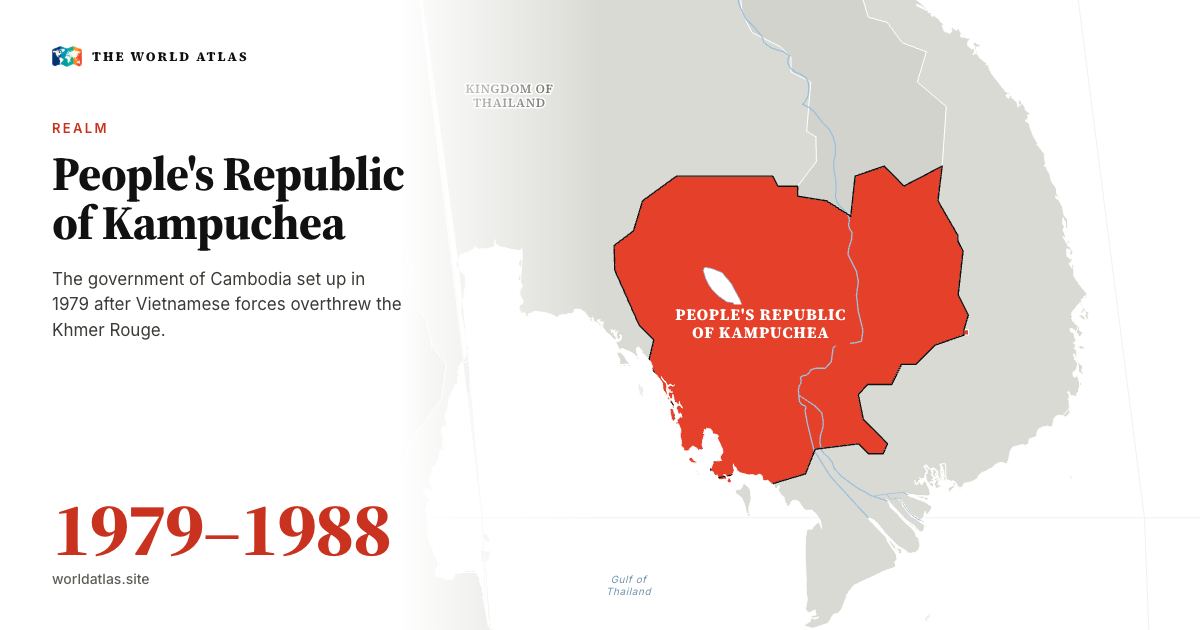 THE WORLD ATLAS
REALM
People's Republic
of Kampuchea
The government of Cambodia set up in
1979 after Vietnamese forces overthrew the
Khmer Rouge.
1979–1988
worldatlas.site
KINGDOM OF
THAILAND
PEOPLE'S REPUBLIC
OF KAMPUCHEA
Gulf of
Thailand